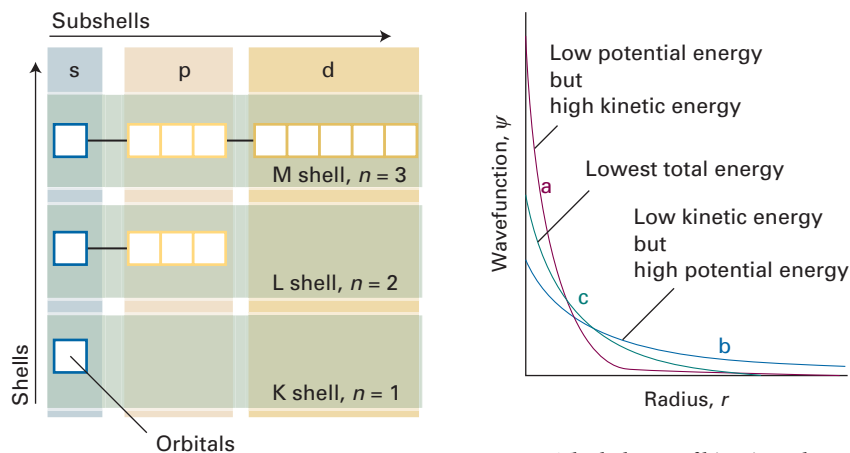 Subshells
s
p
d
M shell, n = 3
L shell, n = 2
K shell, n = 1
Shells
Orbitals
Wavefunction, ψ
Low potential energy
but
high kinetic energy
a
Lowest total energy
Low kinetic energy
but
high potential energy
c
b
Radius, r